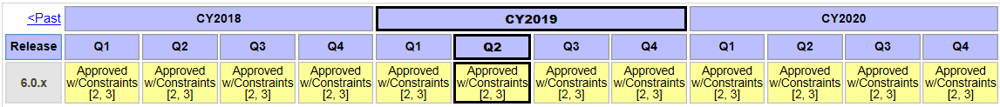 <Past CY2018 CY2019 CY2020
Release Q1 Q2 Q3 Q4 Q1 Q2 Q3 Q4 Q1 Q2 Q3 Q4
Approved Approved Approved Approved Approved Approved Approved Approved Approved Approved Approved Approved
6.0.x w/Constraints w/Constraints w/Constraints w/Constraints w/Constraints w/Constraints w/Constraints w/Constraints w/Constraints w/Constraints w/Constraints w/Constraints
[2, 3] [2, 3] [2, 3] [2, 3] [2, 3] [2, 3] [2, 3] [2, 3] [2, 3] [2, 3] [2, 3] [2, 3]